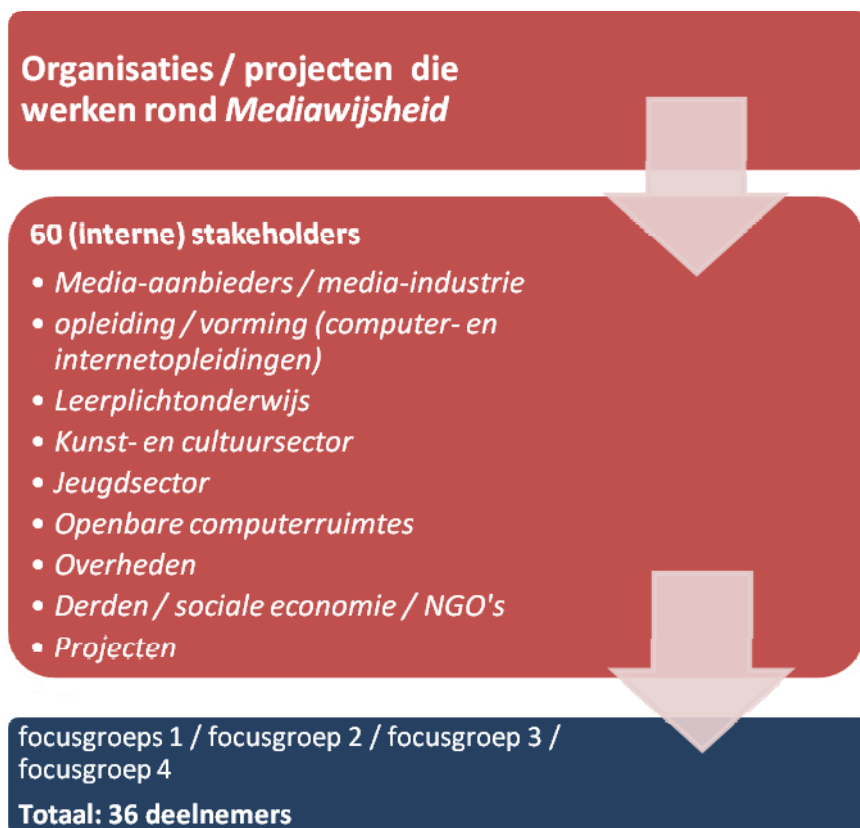 Organisaties / projecten die
werken rond Mediawijsheid
60 (interne) stakeholders
• Media-aanbieders / media-industrie
• opleiding / vorming (computer- en
internetopleidingen)
• Leerplichtonderwijs
• Kunst- en cultuursector
• Jeugdsector
• Openbare computerruimtes
• Overheden
• Derden / sociale economie / NGO's
• Projecten
focusgroeps 1 / focusgroep 2 / focusgroep 3 /
focusgroep 4
Totaal: 36 deelnemers